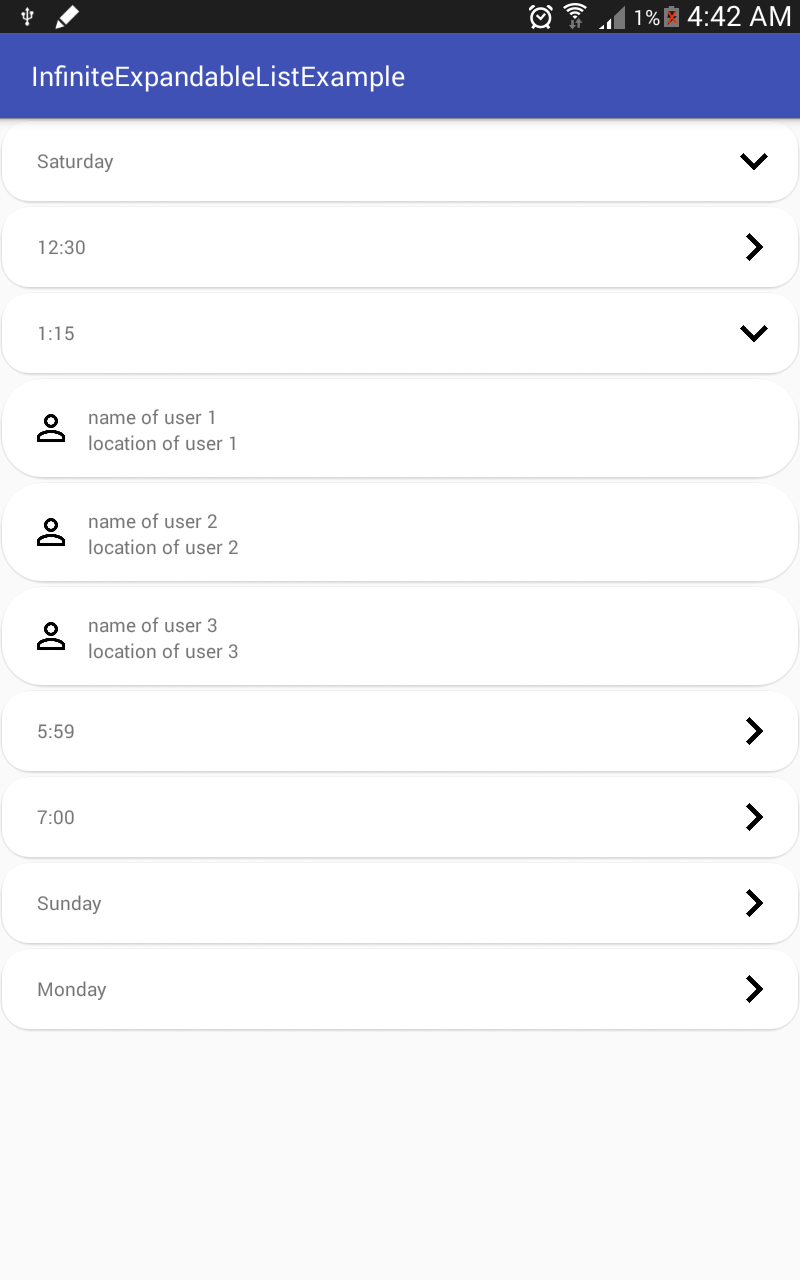 1% 4:42 AM
InfiniteExpandableListExample
Saturday
12:30
1:15
name of user 1
location of user 1
name of user 2
location of user 2
name of user 3
location of user 3
5:59
7:00
Sunday
Monday